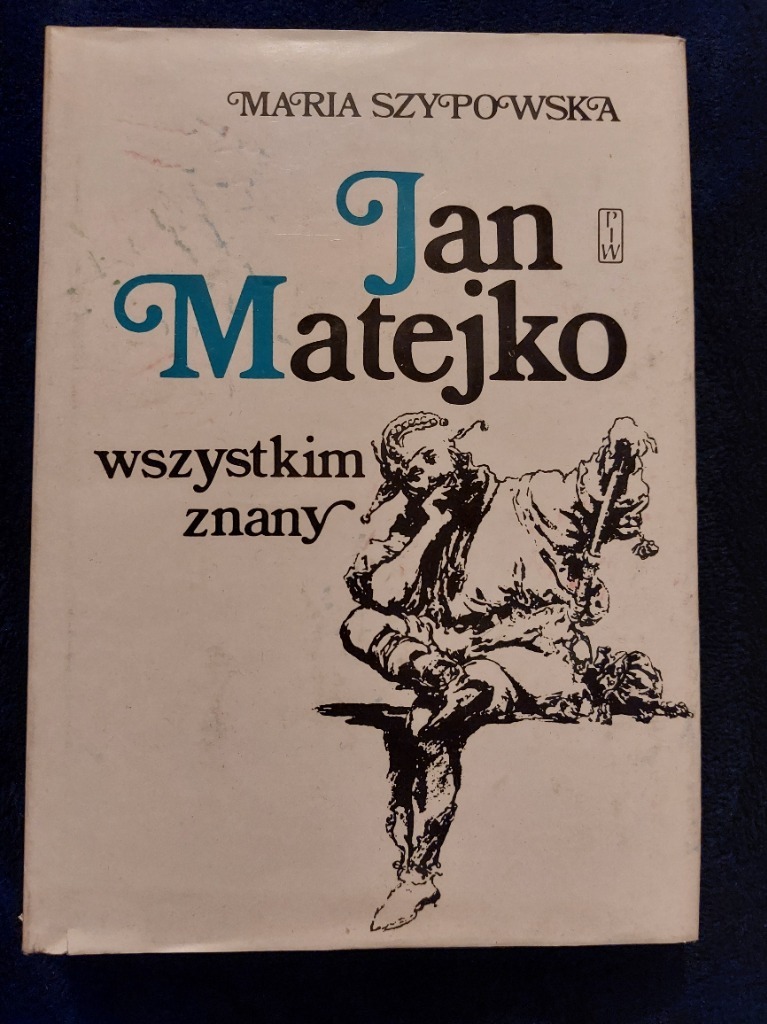 MARIA SZYPOWSKA
Jan
PIW
Matejko
wszystkim
znany